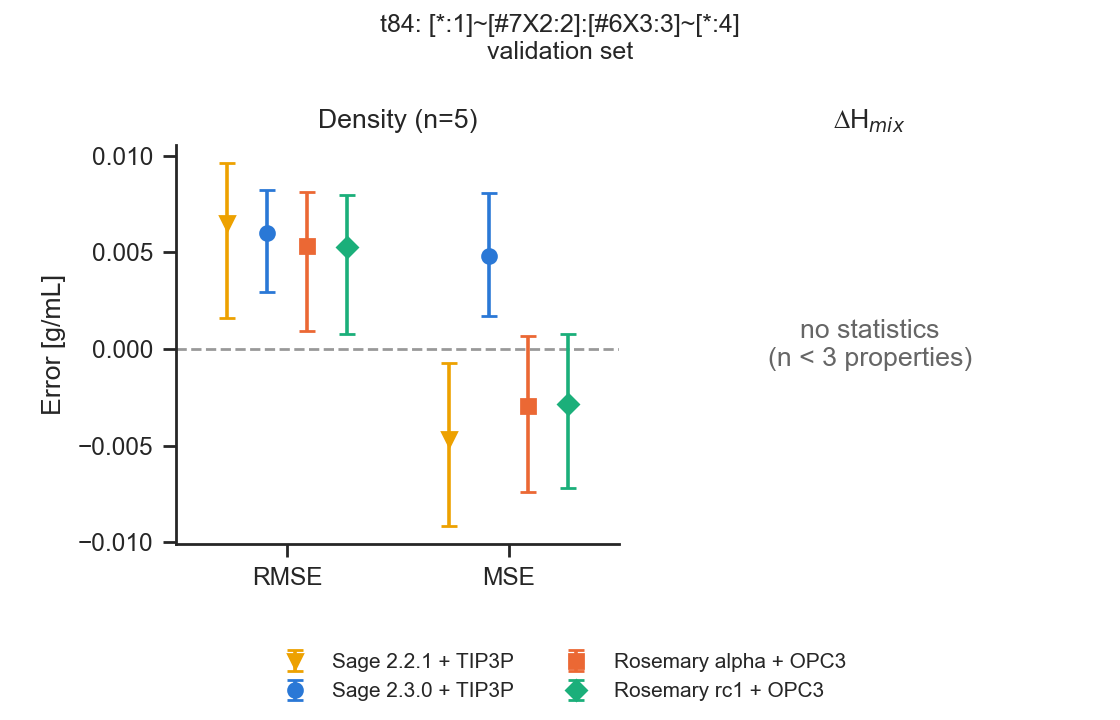 t84: [*:1]~[#7X2:2]:[#6X3:3]~[*:4]
validation set
Density (n=5)
ΔH_mix
0.010
0.005
0.000
−0.005
−0.010
Error [g/mL]
RMSE
MSE
no statistics
(n < 3 properties)
Sage 2.2.1 + TIP3P
Sage 2.3.0 + TIP3P
Rosemary alpha + OPC3
Rosemary rc1 + OPC3